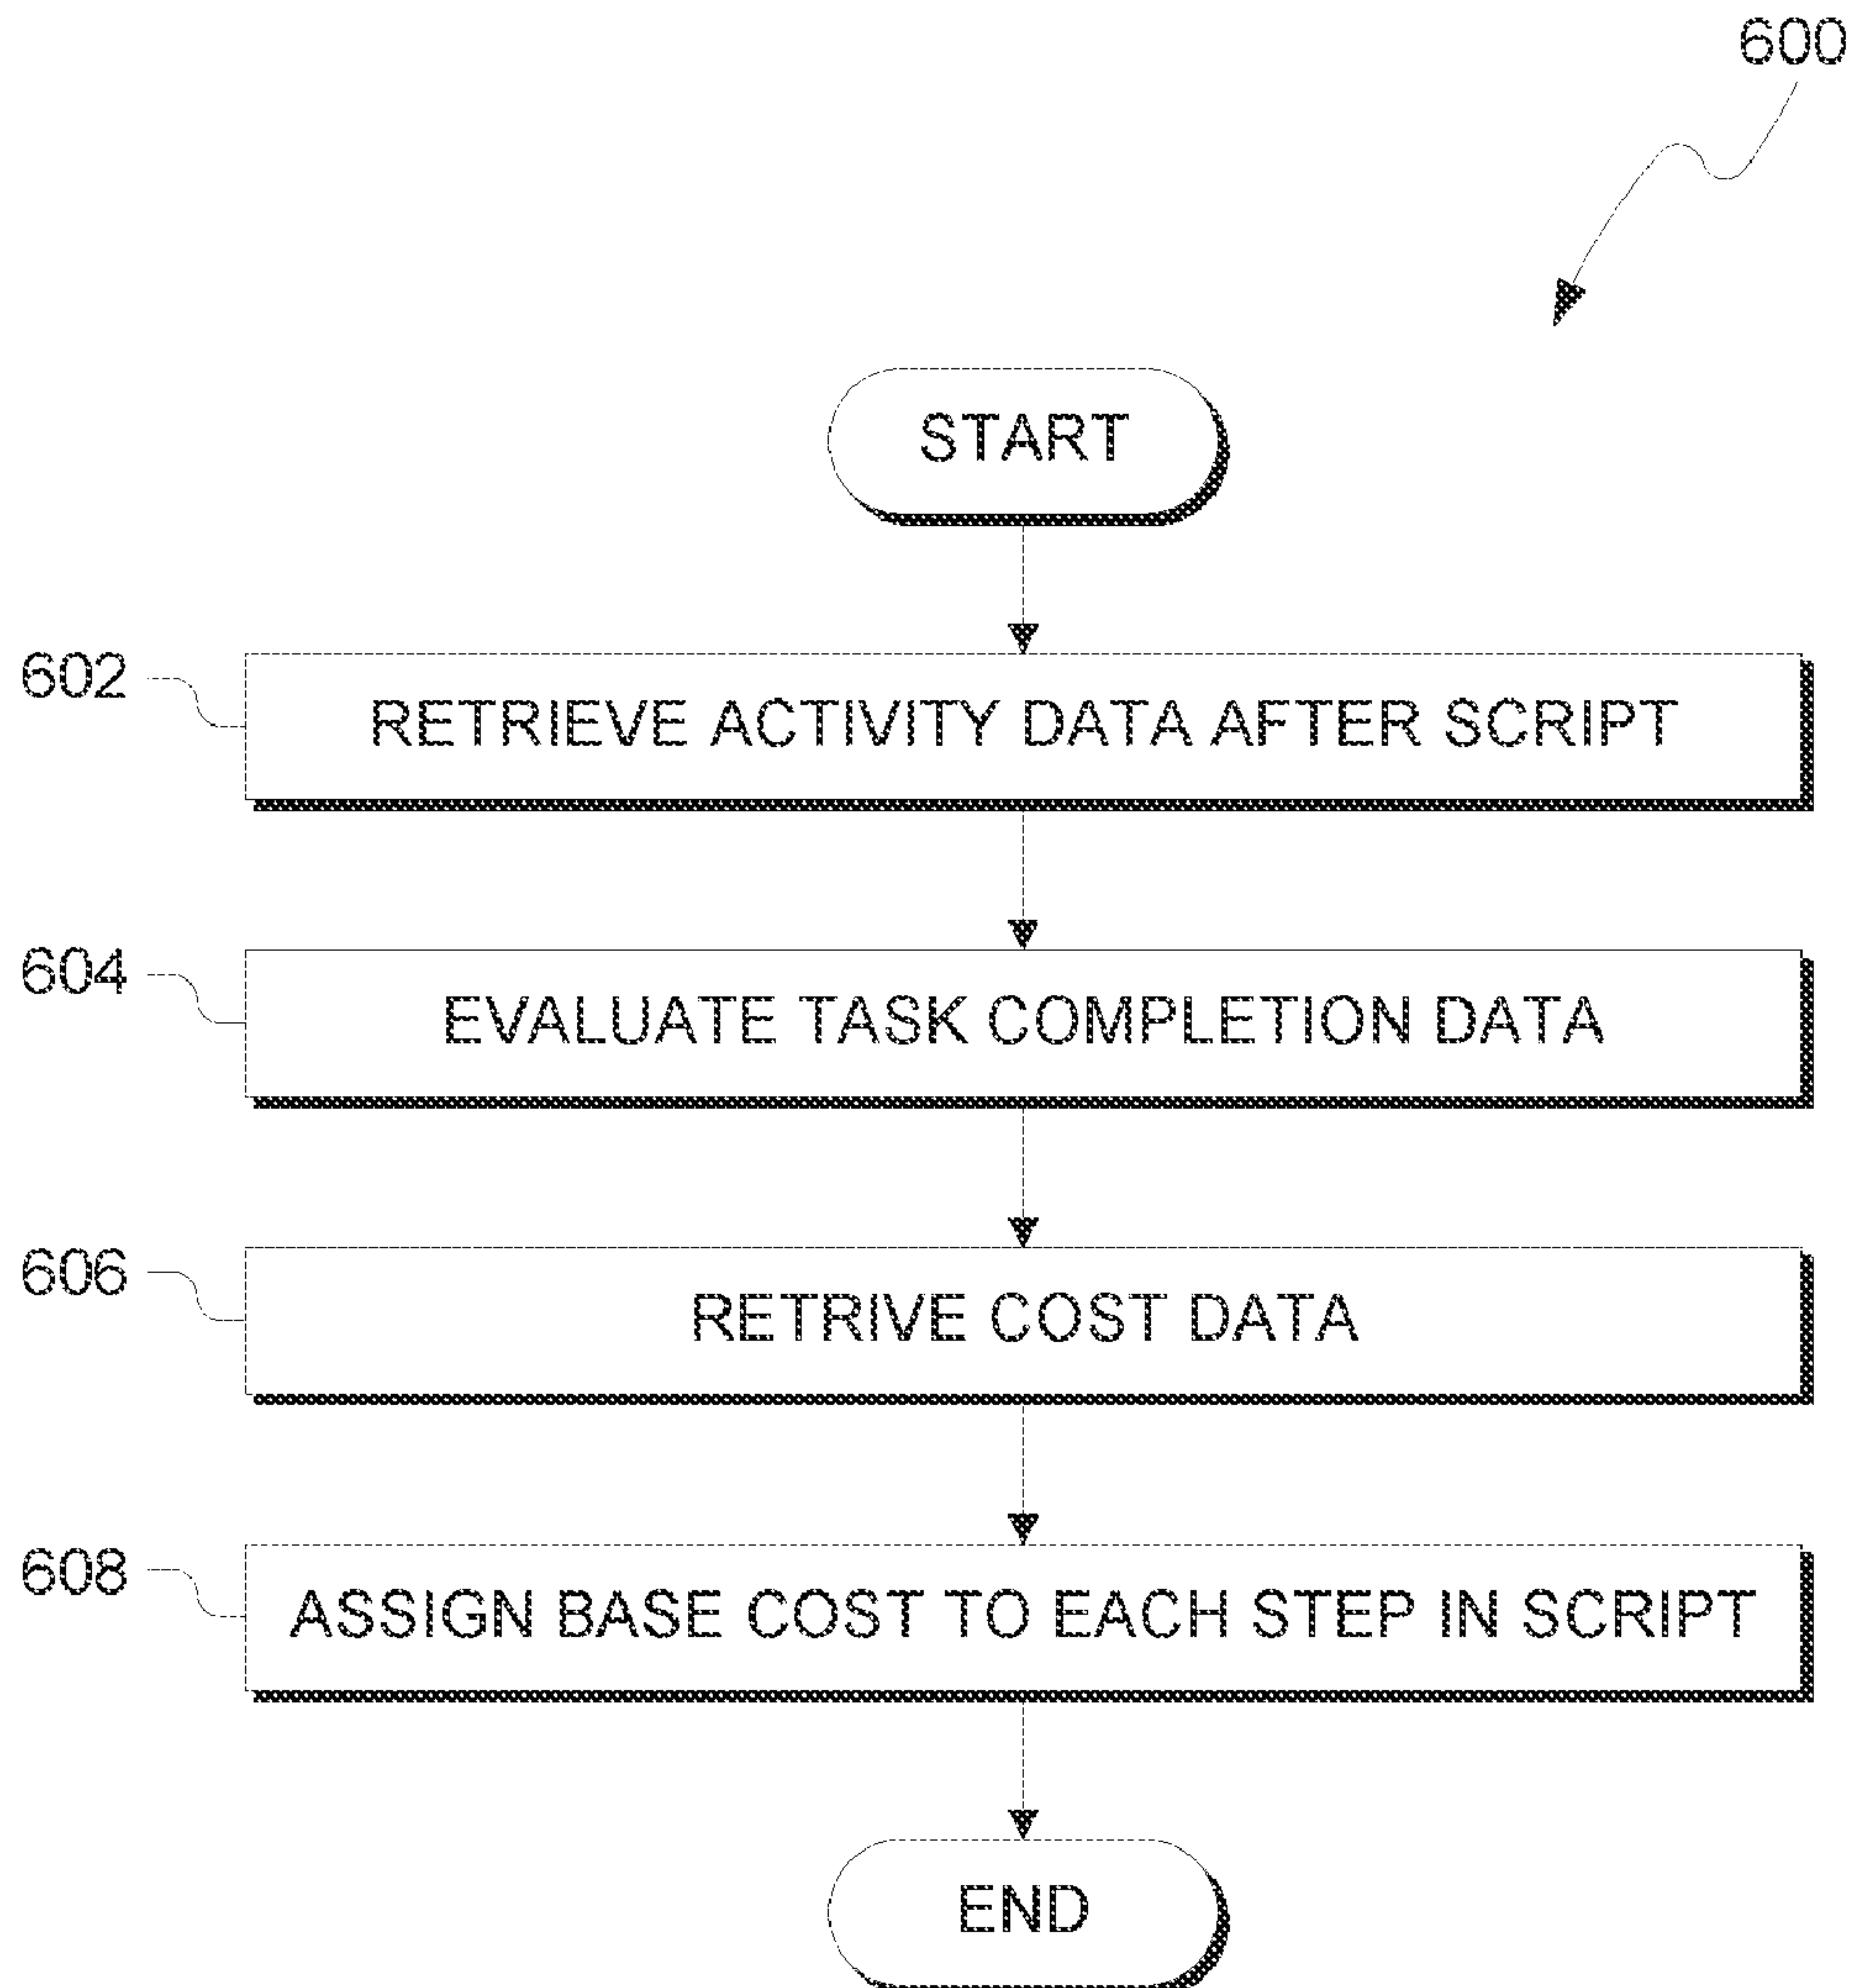 600
START
602
RETRIEVE ACTIVITY DATA AFTER SCRIPT
604
EVALUATE TASK COMPLETION DATA
606
RETRIVE COST DATA
608
ASSIGN BASE COST TO EACH STEP IN SCRIPT
END